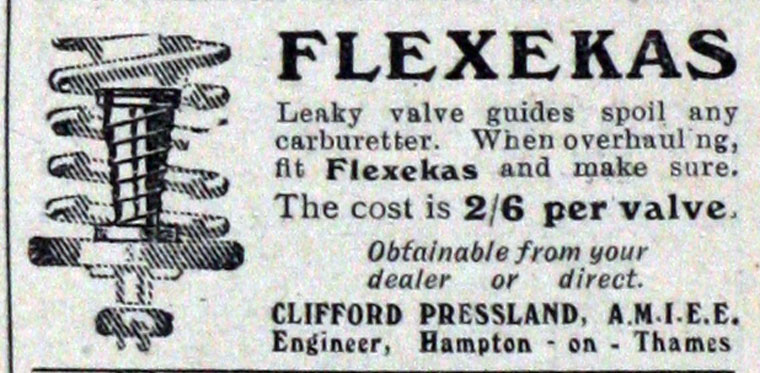 FLEXEKAS
Leaky valve guides spoil any
carburetter. When overhaul ng,
fit Flexekas and make sure.
The cost is 2/6 per valve.
Obtainable from your
dealer or direct.
CLIFFORD PRESSLAND, A.M.I.E.E.
Engineer, Hampton - on - Thames